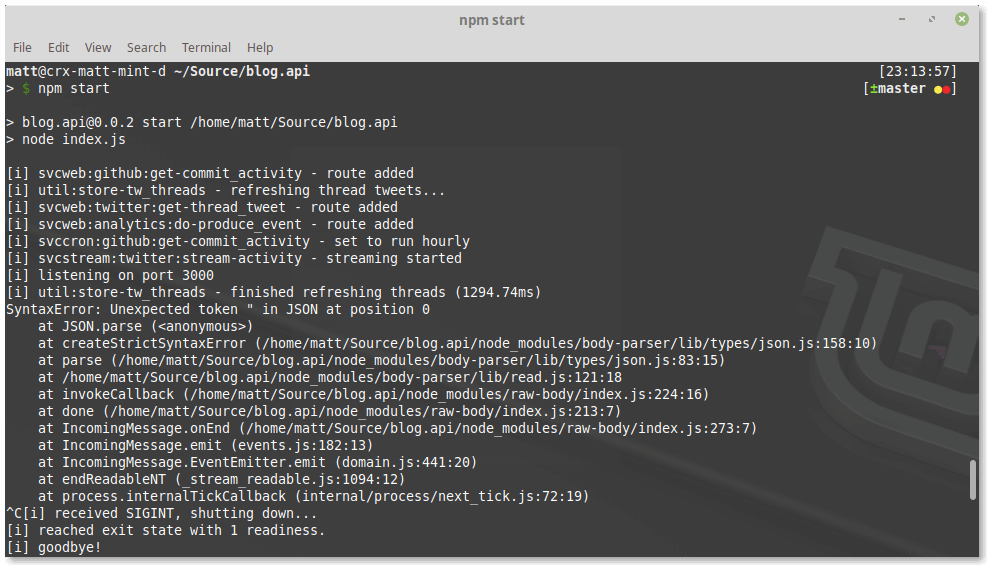 npm start
File Edit View Search Terminal Help
matt@crx-matt-mint-d ~/Source/blog.api [23:13:57]
> $ npm start [±master ●●]
> blog.api@0.0.2 start /home/matt/Source/blog.api
> node index.js
[i] svcweb:github:get-commit_activity - route added
[i] util:store-tw_threads - refreshing thread tweets...
[i] svcweb:twitter:get-thread_tweet - route added
[i] svcweb:analytics:do-produce_event - route added
[i] svccron:github:get-commit_activity - set to run hourly
[i] svcstream:twitter:stream-activity - streaming started
[i] listening on port 3000
[i] util:store-tw_threads - finished refreshing threads (1294.74ms)
SyntaxError: Unexpected token " in JSON at position 0
    at JSON.parse (<anonymous>)
    at createStrictSyntaxError (/home/matt/Source/blog.api/node_modules/body-parser/lib/types/json.js:158:10)
    at parse (/home/matt/Source/blog.api/node_modules/body-parser/lib/types/json.js:83:15)
    at /home/matt/Source/blog.api/node_modules/body-parser/lib/read.js:121:18
    at invokeCallback (/home/matt/Source/blog.api/node_modules/raw-body/index.js:224:16)
    at done (/home/matt/Source/blog.api/node_modules/raw-body/index.js:213:7)
    at IncomingMessage.onEnd (/home/matt/Source/blog.api/node_modules/raw-body/index.js:273:7)
    at IncomingMessage.emit (events.js:182:13)
    at IncomingMessage.EventEmitter.emit (domain.js:441:20)
    at endReadableNT (_stream_readable.js:1094:12)
    at process.internalTickCallback (internal/process/next_tick.js:72:19)
^C[i] received SIGINT, shutting down...
[i] reached exit state with 1 readiness.
[i] goodbye!